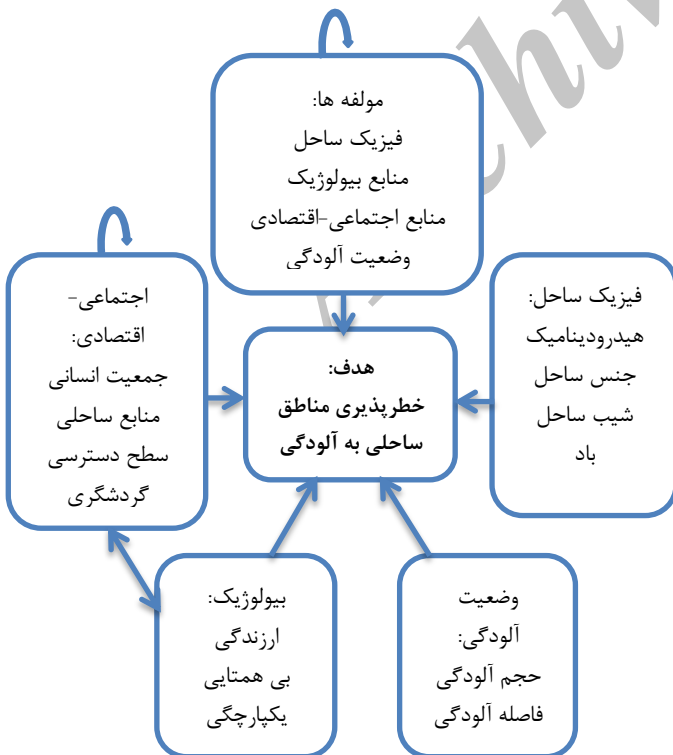 مولفه ها:
فیزیک ساحل
منابع بیولوژیک
منابع اجتماعی-اقتصادی
وضعیت آلودگی
اجتماعی-
اقتصادی:
جمعیت انسانی
منابع ساحلی
سطح دسترسی
گردشگری
هدف:
خطرپذیری مناطق
ساحلی به آلودگی
فیزیک ساحل:
هیدرودینامیک
جنس ساحل
شیب ساحل
باد
بیولوژیک:
ارزندگی
بی همتایی
یکپارچگی
وضعیت
آلودگی:
حجم آلودگی
فاصله آلودگی